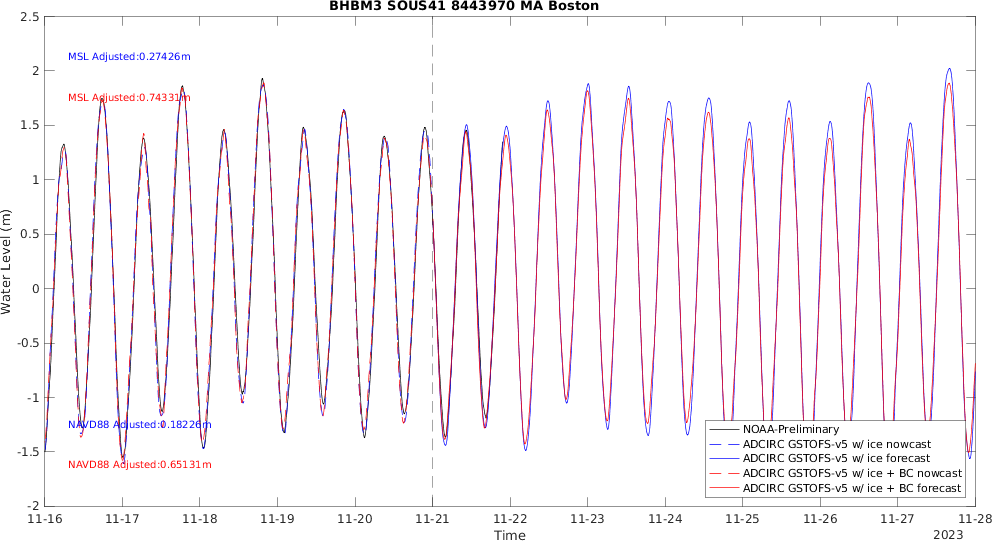 BHBM3 SOUS41 8443970 MA Boston
2.5
2
1.5
1
0.5
0
-0.5
-1
-1.5
-2
Water Level (m)
MSL Adjusted:0.27426m
MSL Adjusted:0.74331m
NAVD88 Adjusted:0.18226m
NAVD88 Adjusted:0.65131m
NOAA-Preliminary
ADCIRC GSTOFS-v5 w/ ice nowcast
ADCIRC GSTOFS-v5 w/ ice forecast
ADCIRC GSTOFS-v5 w/ ice + BC nowcast
ADCIRC GSTOFS-v5 w/ ice + BC forecast
11-16 11-17 11-18 11-19 11-20 11-21 11-22 11-23 11-24 11-25 11-26 11-27 11-28
Time
2023